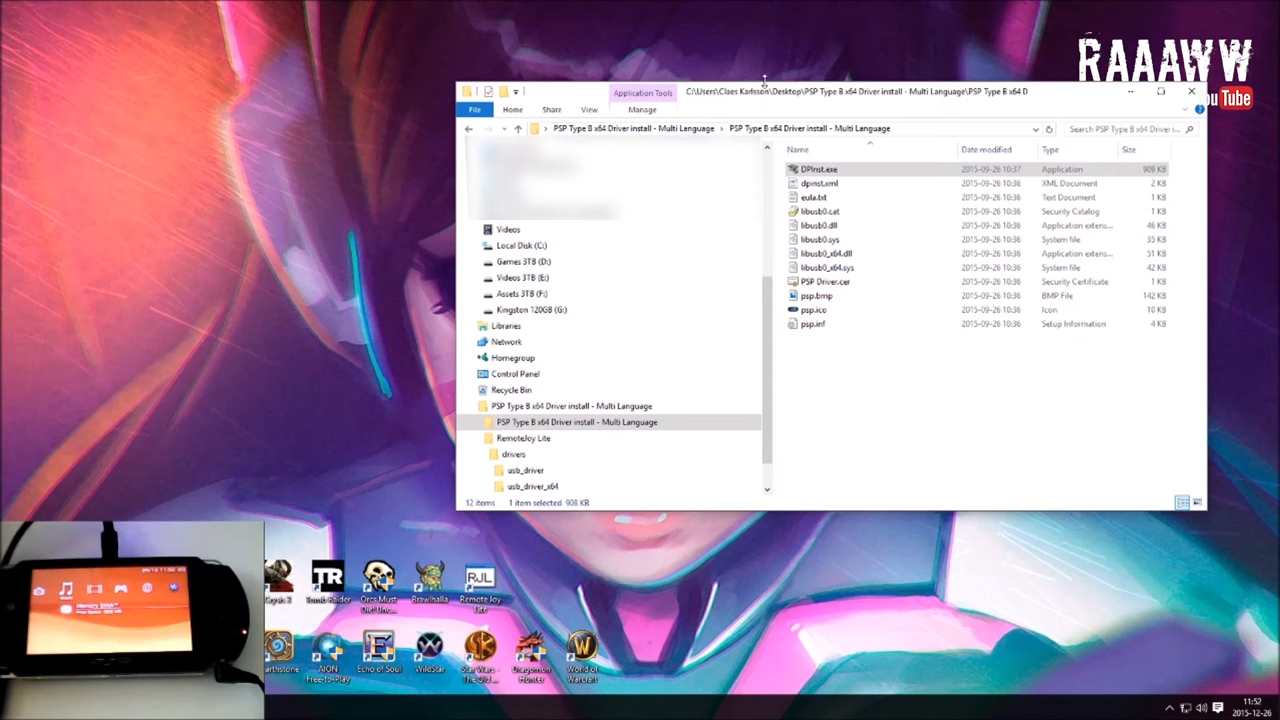 RAAAWW
ou Tube
Application Tools
C:\Users\Claes Karlsson\Desktop\PSP Type B x64 Driver install - Multi Language\PSP Type B x64 D
File Home Share View Manage
PSP Type B x64 Driver install - Multi Language > PSP Type B x64 Driver install - Multi Language
Search PSP Type B x64 Driver i...
Name Date modified Type Size
DPInst.exe 2015-09-26 10:37 Application 909 KB
dpinst.xml 2015-09-26 10:36 XML Document 2 KB
eula.txt 2015-09-26 10:36 Text Document 1 KB
libusb0.cat 2015-09-26 10:36 Security Catalog 1 KB
libusb0.dll 2015-09-26 10:36 Application extens... 46 KB
libusb0.sys 2015-09-26 10:36 System file 35 KB
libusb0_x64.dll 2015-09-26 10:36 Application extens... 51 KB
libusb0_x64.sys 2015-09-26 10:36 System file 42 KB
PSP Driver.cer 2015-09-26 10:36 Security Certificate 1 KB
psp.bmp 2015-09-26 10:36 BMP File 142 KB
psp.ico 2015-09-26 10:36 Icon 10 KB
psp.inf 2015-09-26 10:36 Setup Information 4 KB
Videos
Local Disk (C:)
Games 3TB (D:)
Videos 3TB (E:)
Assets 3TB (F:)
Kingston 120GB (G:)
Libraries
Network
Homegroup
Control Panel
Recycle Bin
PSP Type B x64 Driver install - Multi Language
PSP Type B x64 Driver install - Multi Language
RemoteJoy Lite
drivers
usb_driver
usb_driver_x64
12 items 1 item selected 908 KB
Memory Stick™
TR
RJL
Crysis 2
Tomb Raider
Orcs Must Die! Unc...
Brawlhalla
Remote Joy Lite
earthstone
AION Free-to-Play
Echo of Soul
WildStar
Star Wars - The Old ...
Dragomon Hunter
World of Warcraft
11:52
2015-12-26